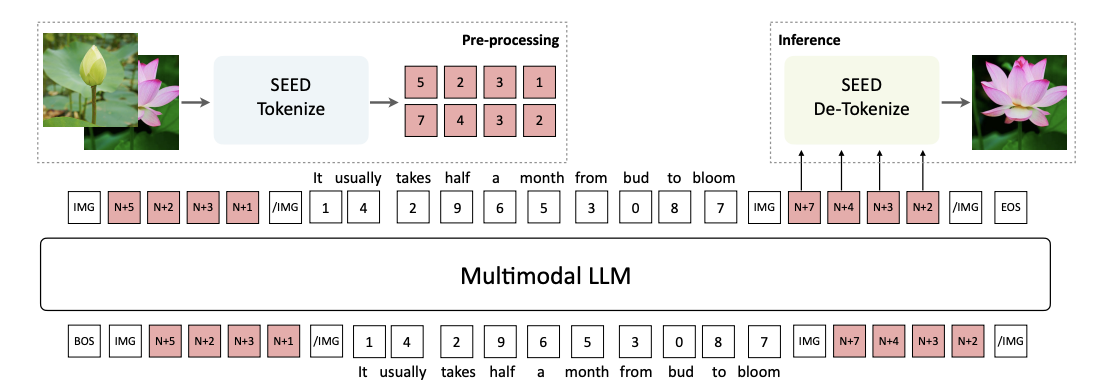 Pre-processing
SEED
Tokenize
5 2 3 1
7 4 3 2
Inference
SEED
De-Tokenize
It usually takes half a month from bud to bloom
IMG N+5 N+2 N+3 N+1 /IMG 1 4 2 9 6 5 3 0 8 7 IMG N+7 N+4 N+3 N+2 /IMG EOS
Multimodal LLM
BOS IMG N+5 N+2 N+3 N+1 /IMG 1 4 2 9 6 5 3 0 8 7 IMG N+7 N+4 N+3 N+2 /IMG
It usually takes half a month from bud to bloom